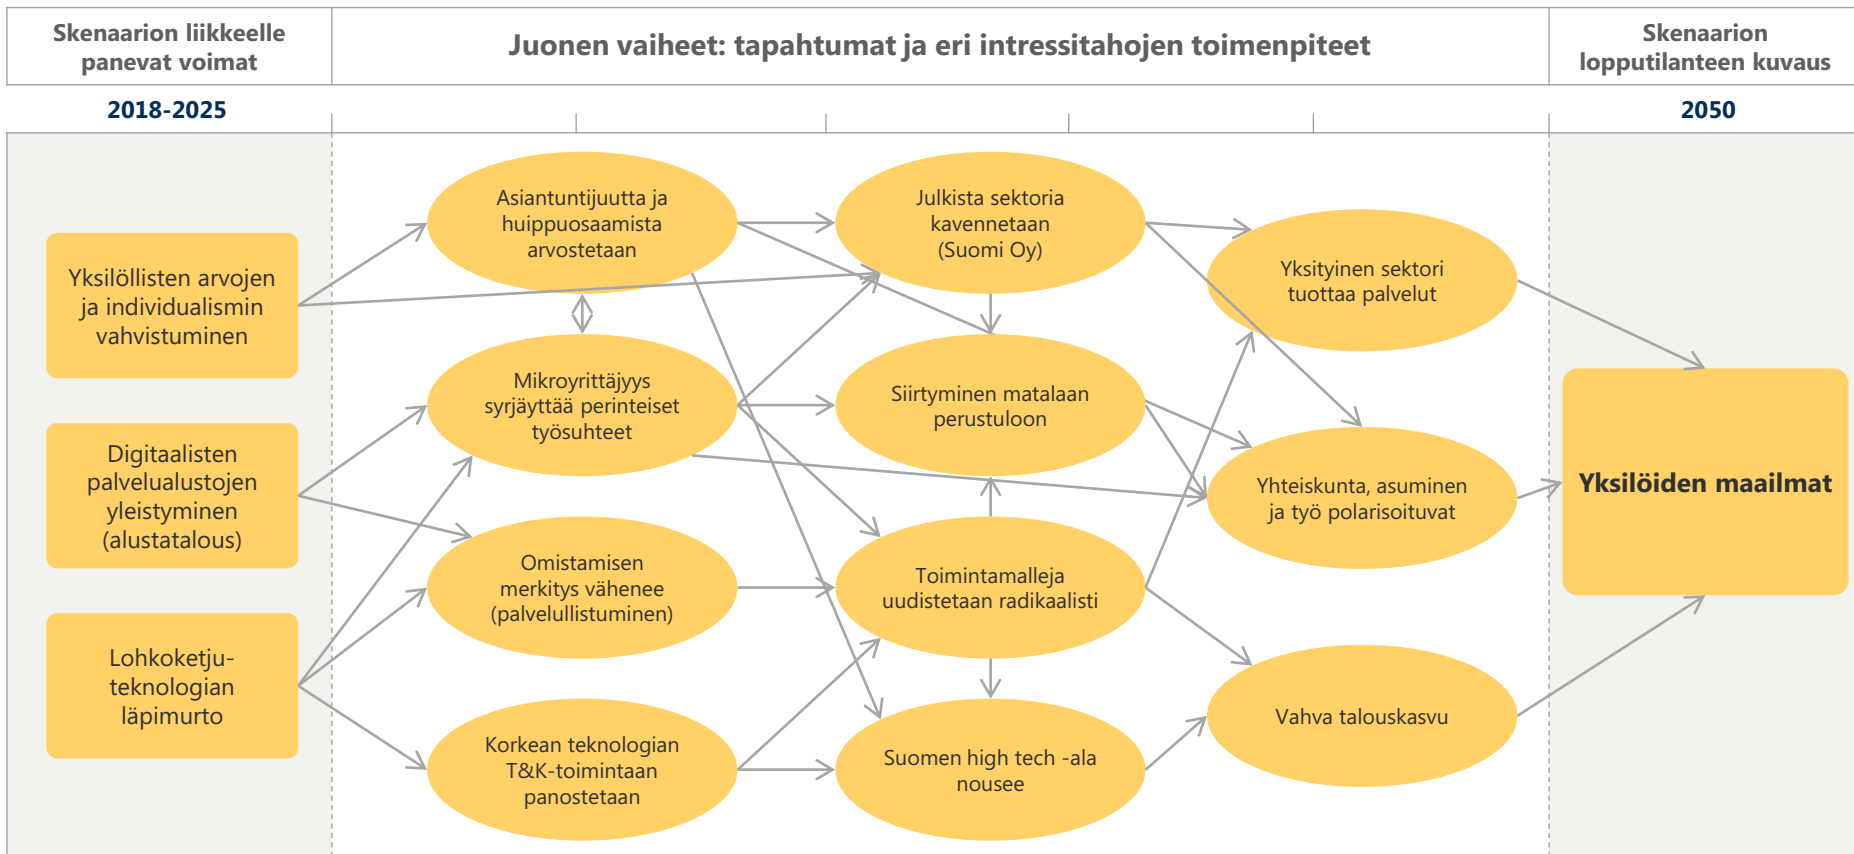 Skenaarion liikkeelle
panevat voimat
Juonen vaiheet: tapahtumat ja eri intressitahojen toimenpiteet
Skenaarion
lopputilanteen kuvaus
2018-2025
2050
Yksilöllisten arvojen
ja individualismin
vahvistuminen
Digitaalisten
palvelualustojen
yleistyminen
(alustatalous)
Lohkoketju-
teknologian
läpimurto
Asiantuntijuutta ja
huippuosaamista
arvostetaan
Mikroyrittäjyys
syrjäyttää perinteiset
työsuhteet
Omistamisen
merkitys vähenee
(palvelullistuminen)
Korkean teknologian
T&K-toimintaan
panostetaan
Julkista sektoria
kavennetaan
(Suomi Oy)
Siirtyminen matalaan
perustuloon
Toimintamalleja
uudistetaan radikaalisti
Suomen high tech -ala
nousee
Yksityinen sektori
tuottaa palvelut
Yhteiskunta, asuminen
ja työ polarisoituvat
Vahva talouskasvu
Yksilöiden maailmat